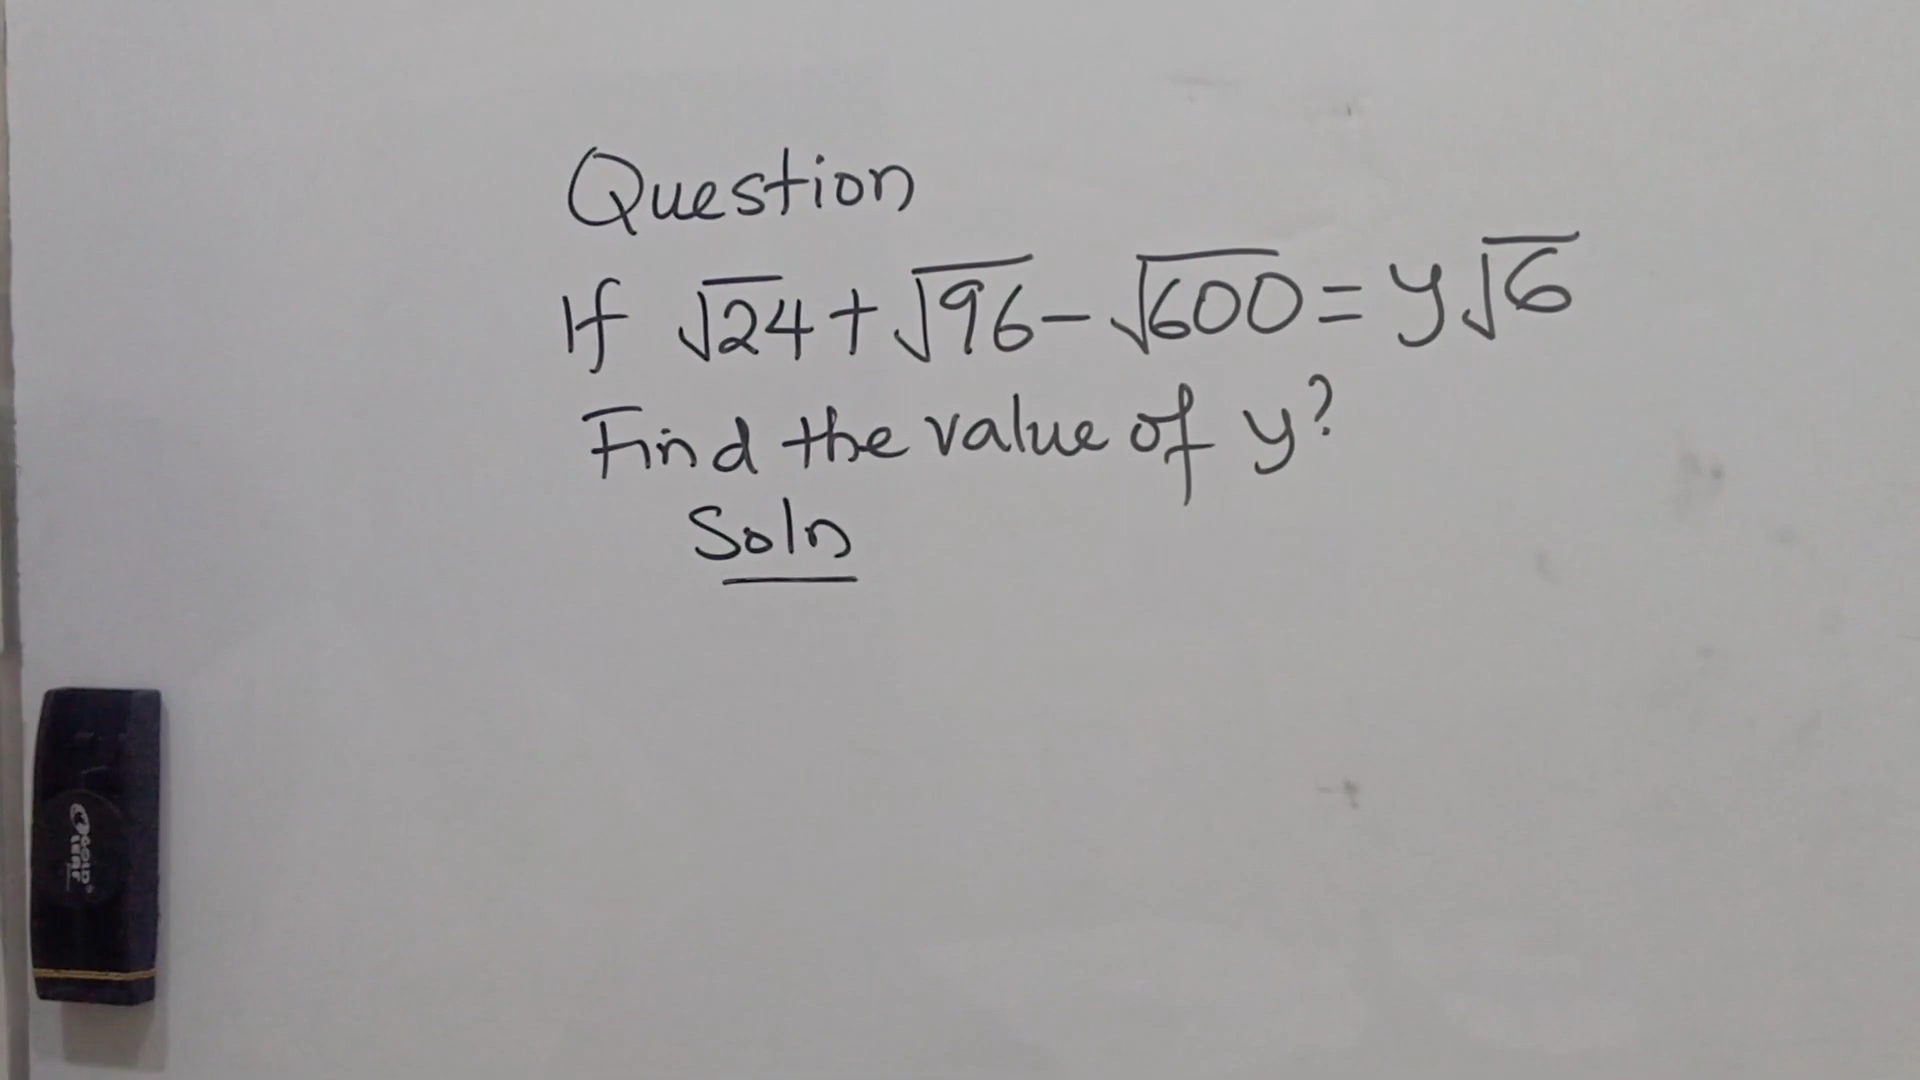 Question
If √24 + √96 - √600 = y√6
Find the value of y?
Soln